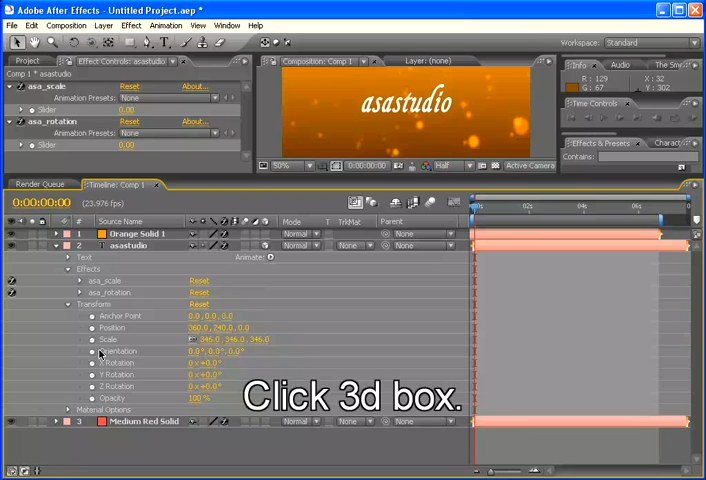 Adobe After Effects - Untitled Project.aep *
File Edit Composition Layer Effect Animation View Window Help
Workspace: Standard
Project Effect Controls: asastudio
Comp 1 * asastudio
asa_scale Reset About...
Animation Presets: None
Slider 0.00
asa_rotation Reset About...
Animation Presets: None
Slider 0.00
Composition: Comp 1 Layer: (none)
asastudio
50% 0:00:00:00 Half Active Camera
Info Audio The Sm
R : 129 X : 32
G : 67 Y : 302
Time Controls
Effects & Presets Charact
Contains:
Render Queue Timeline: Comp 1
0:00:00:00 (23.976 fps)
# Source Name Mode T TrkMat Parent
02s 04s 06s
1 Orange Solid 1 Normal None
2 asastudio Normal None None
Text Animate:
Effects
asa_scale Reset
asa_rotation Reset
Transform Reset
Anchor Point 0.0, 0.0, 0.0
Position 360.0, 240.0, 0.0
Scale 346.0, 346.0, 346.0
Orientation 0.0°, 0.0°, 0.0°
X Rotation 0 x +0.0°
Y Rotation 0 x +0.0°
Z Rotation 0 x +0.0°
Opacity 100 %
Material Options
3 Medium Red Solid Normal None None
Click 3d box.